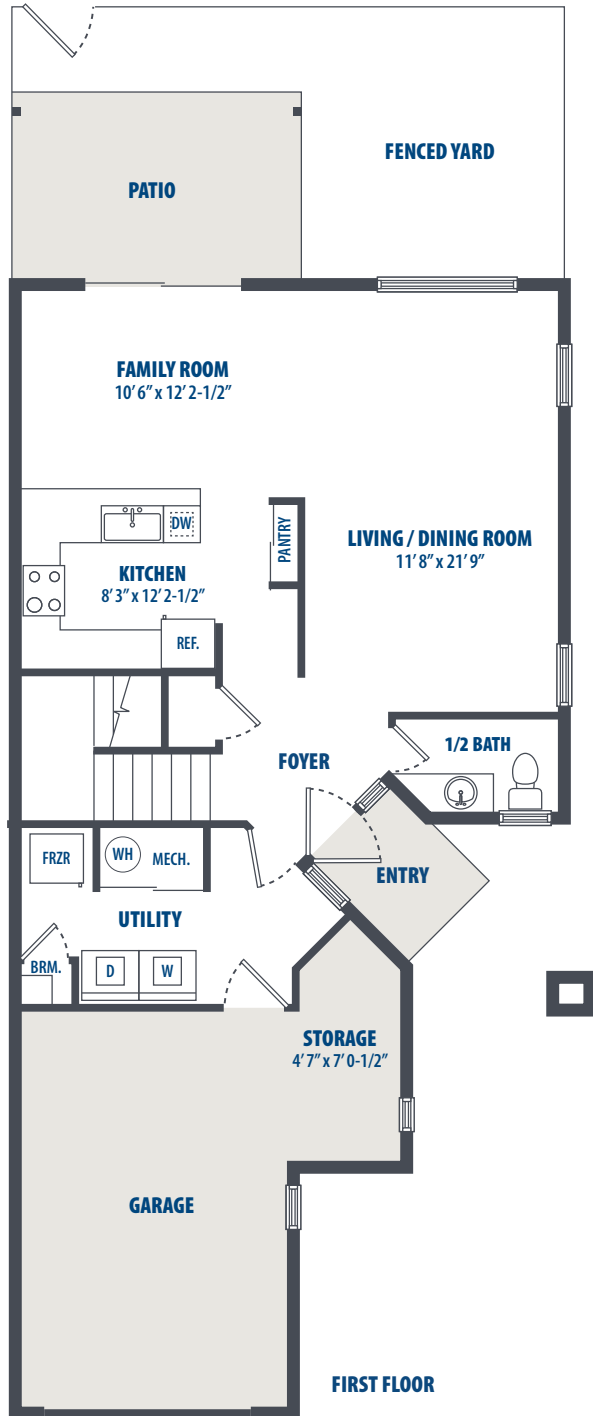 FENCED YARD
PATIO
FAMILY ROOM
10' 6" x 12' 2-1/2"
DW
PANTRY
LIVING / DINING ROOM
11' 8" x 21' 9"
KITCHEN
8' 3" x 12' 2-1/2"
REF.
1/2 BATH
FOYER
FRZR
WH
MECH.
ENTRY
UTILITY
BRM.
D
W
STORAGE
4' 7" x 7' 0-1/2"
GARAGE
FIRST FLOOR